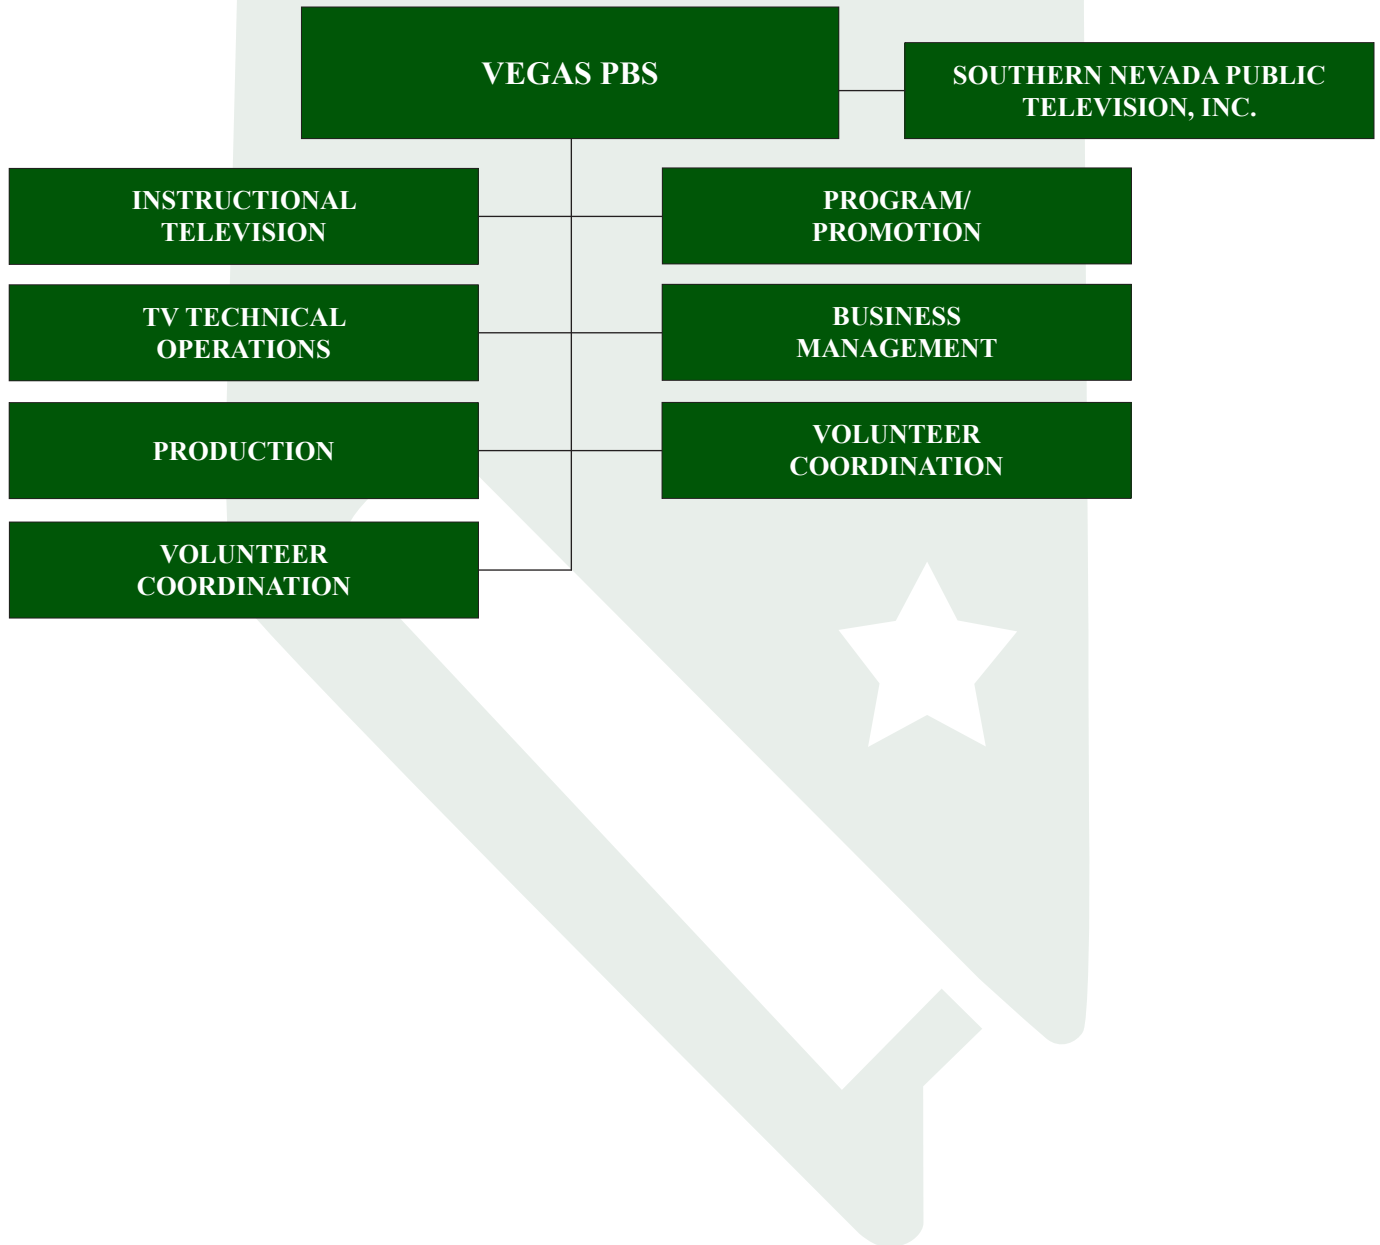 VEGAS PBS
SOUTHERN NEVADA PUBLIC
TELEVISION, INC.
INSTRUCTIONAL
TELEVISION
PROGRAM/
PROMOTION
TV TECHNICAL
OPERATIONS
BUSINESS
MANAGEMENT
PRODUCTION
VOLUNTEER
COORDINATION
VOLUNTEER
COORDINATION